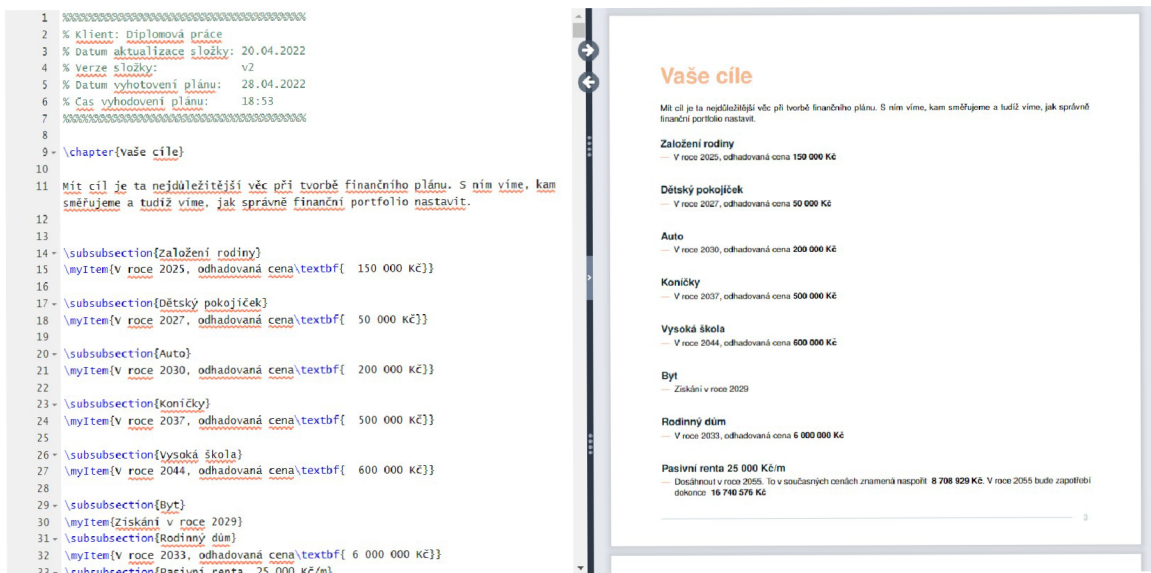 1 %%%%%%%%%%%%%%%%%%%%%%%%%%%%%%%%%%%%%
2 % Klient: Diplomová práce
3 % Datum aktualizace složky: 20.04.2022
4 % Verze složky: v2
5 % Datum vyhotovení plánu: 28.04.2022
6 % Čas vyhodovení plánu: 18:53
7 %%%%%%%%%%%%%%%%%%%%%%%%%%%%%%%%%%%%%
8
9 \chapter{Vaše cíle}
10
11 Mít cíl je ta nejdůležitější věc při tvorbě finančního plánu. S ním víme, kam
směřujeme a tudíž víme, jak správně finanční portfolio nastavit.
12
13
14 \subsubsection{Založení rodiny}
15 \myItem{V roce 2025, odhadovaná cena\textbf{  150 000 Kč}}
16
17 \subsubsection{Dětský pokojíček}
18 \myItem{V roce 2027, odhadovaná cena\textbf{  50 000 Kč}}
19
20 \subsubsection{Auto}
21 \myItem{V roce 2030, odhadovaná cena\textbf{  200 000 Kč}}
22
23 \subsubsection{Koníčky}
24 \myItem{V roce 2037, odhadovaná cena\textbf{  500 000 Kč}}
25
26 \subsubsection{Vysoká škola}
27 \myItem{V roce 2044, odhadovaná cena\textbf{  600 000 Kč}}
28
29 \subsubsection{Byt}
30 \myItem{Získání v roce 2029}
31 \subsubsection{Rodinný dům}
32 \myItem{V roce 2033, odhadovaná cena\textbf{ 6 000 000 Kč}}
33 \subsubsection{Pasivní renta  25 000 Kč/m}
Vaše cíle
Mít cíl je ta nejdůležitější věc při tvorbě finančního plánu. S ním víme, kam směřujeme a tudíž víme, jak správně
finanční portfolio nastavit.
Založení rodiny
— V roce 2025, odhadovaná cena 150 000 Kč
Dětský pokojíček
— V roce 2027, odhadovaná cena 50 000 Kč
Auto
— V roce 2030, odhadovaná cena 200 000 Kč
Koníčky
— V roce 2037, odhadovaná cena 500 000 Kč
Vysoká škola
— V roce 2044, odhadovaná cena 600 000 Kč
Byt
— Získání v roce 2029
Rodinný dům
— V roce 2033, odhadovaná cena 6 000 000 Kč
Pasivní renta 25 000 Kč/m
— Dosáhnout v roce 2055. To v současných cenách znamená naspořit 8 708 929 Kč. V roce 2055 bude zapotřebí
dokonce 16 740 576 Kč
3